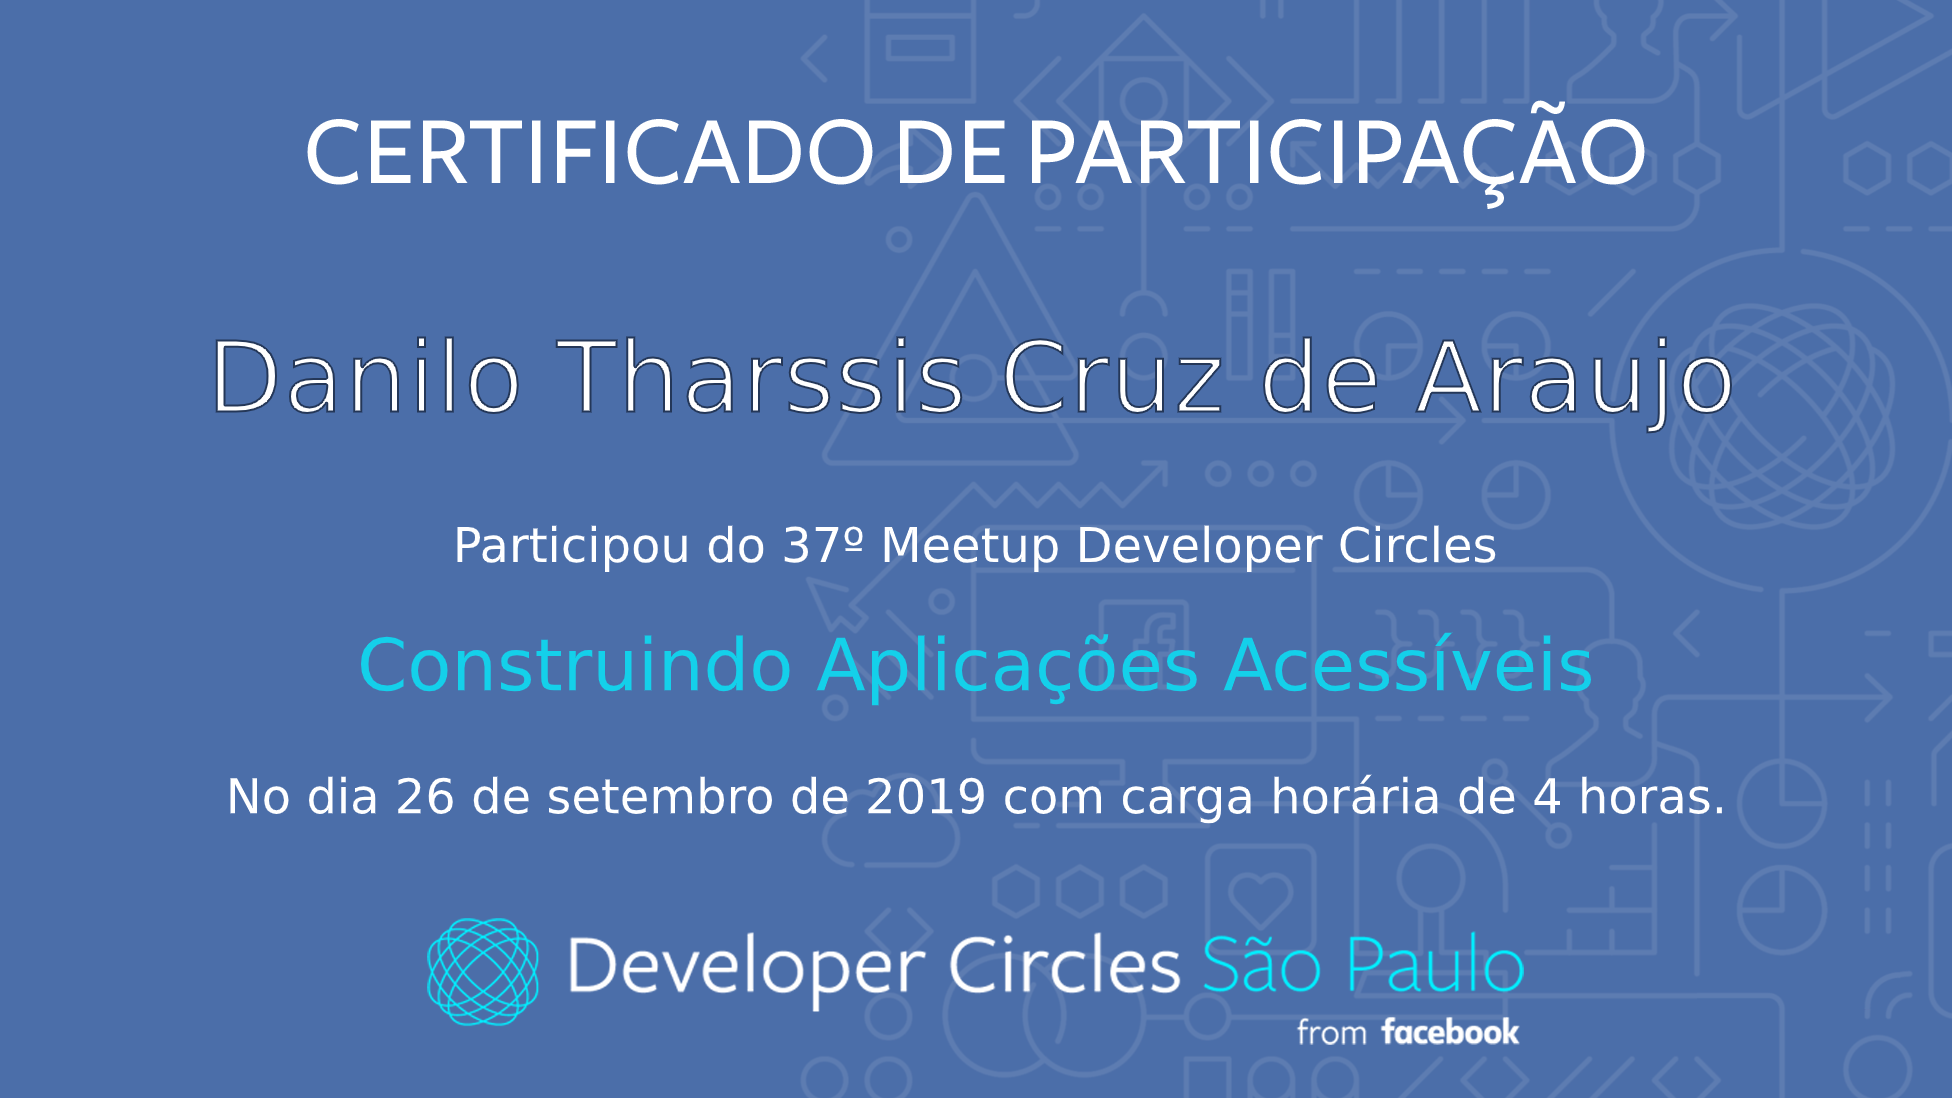 CERTIFICADO DE PARTICIPAÇÃO
Danilo Tharssis Cruz de Araujo
Participou do 37º Meetup Developer Circles
Construindo Aplicações Acessíveis
No dia 26 de setembro de 2019 com carga horária de 4 horas.
Developer Circles São Paulo
from facebook